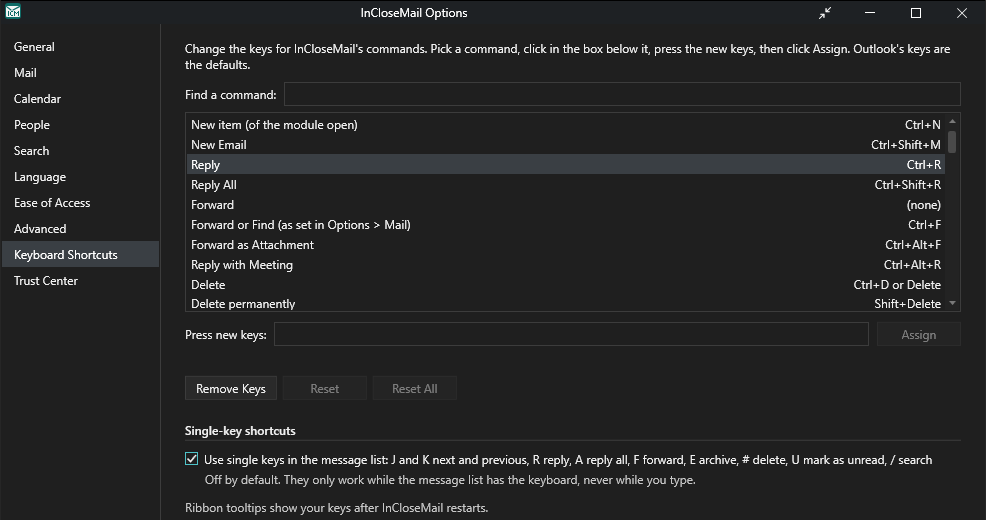 ICM
InCloseMail Options
General
Mail
Calendar
People
Search
Language
Ease of Access
Advanced
Keyboard Shortcuts
Trust Center
Change the keys for InCloseMail's commands. Pick a command, click in the box below it, press the new keys, then click Assign. Outlook's keys are
the defaults.
Find a command:
New item (of the module open) Ctrl+N
New Email Ctrl+Shift+M
Reply Ctrl+R
Reply All Ctrl+Shift+R
Forward (none)
Forward or Find (as set in Options > Mail) Ctrl+F
Forward as Attachment Ctrl+Alt+F
Reply with Meeting Ctrl+Alt+R
Delete Ctrl+D or Delete
Delete permanently Shift+Delete
Press new keys: Assign
Remove Keys Reset Reset All
Single-key shortcuts
Use single keys in the message list: J and K next and previous, R reply, A reply all, F forward, E archive, # delete, U mark as unread, / search
Off by default. They only work while the message list has the keyboard, never while you type.
Ribbon tooltips show your keys after InCloseMail restarts.